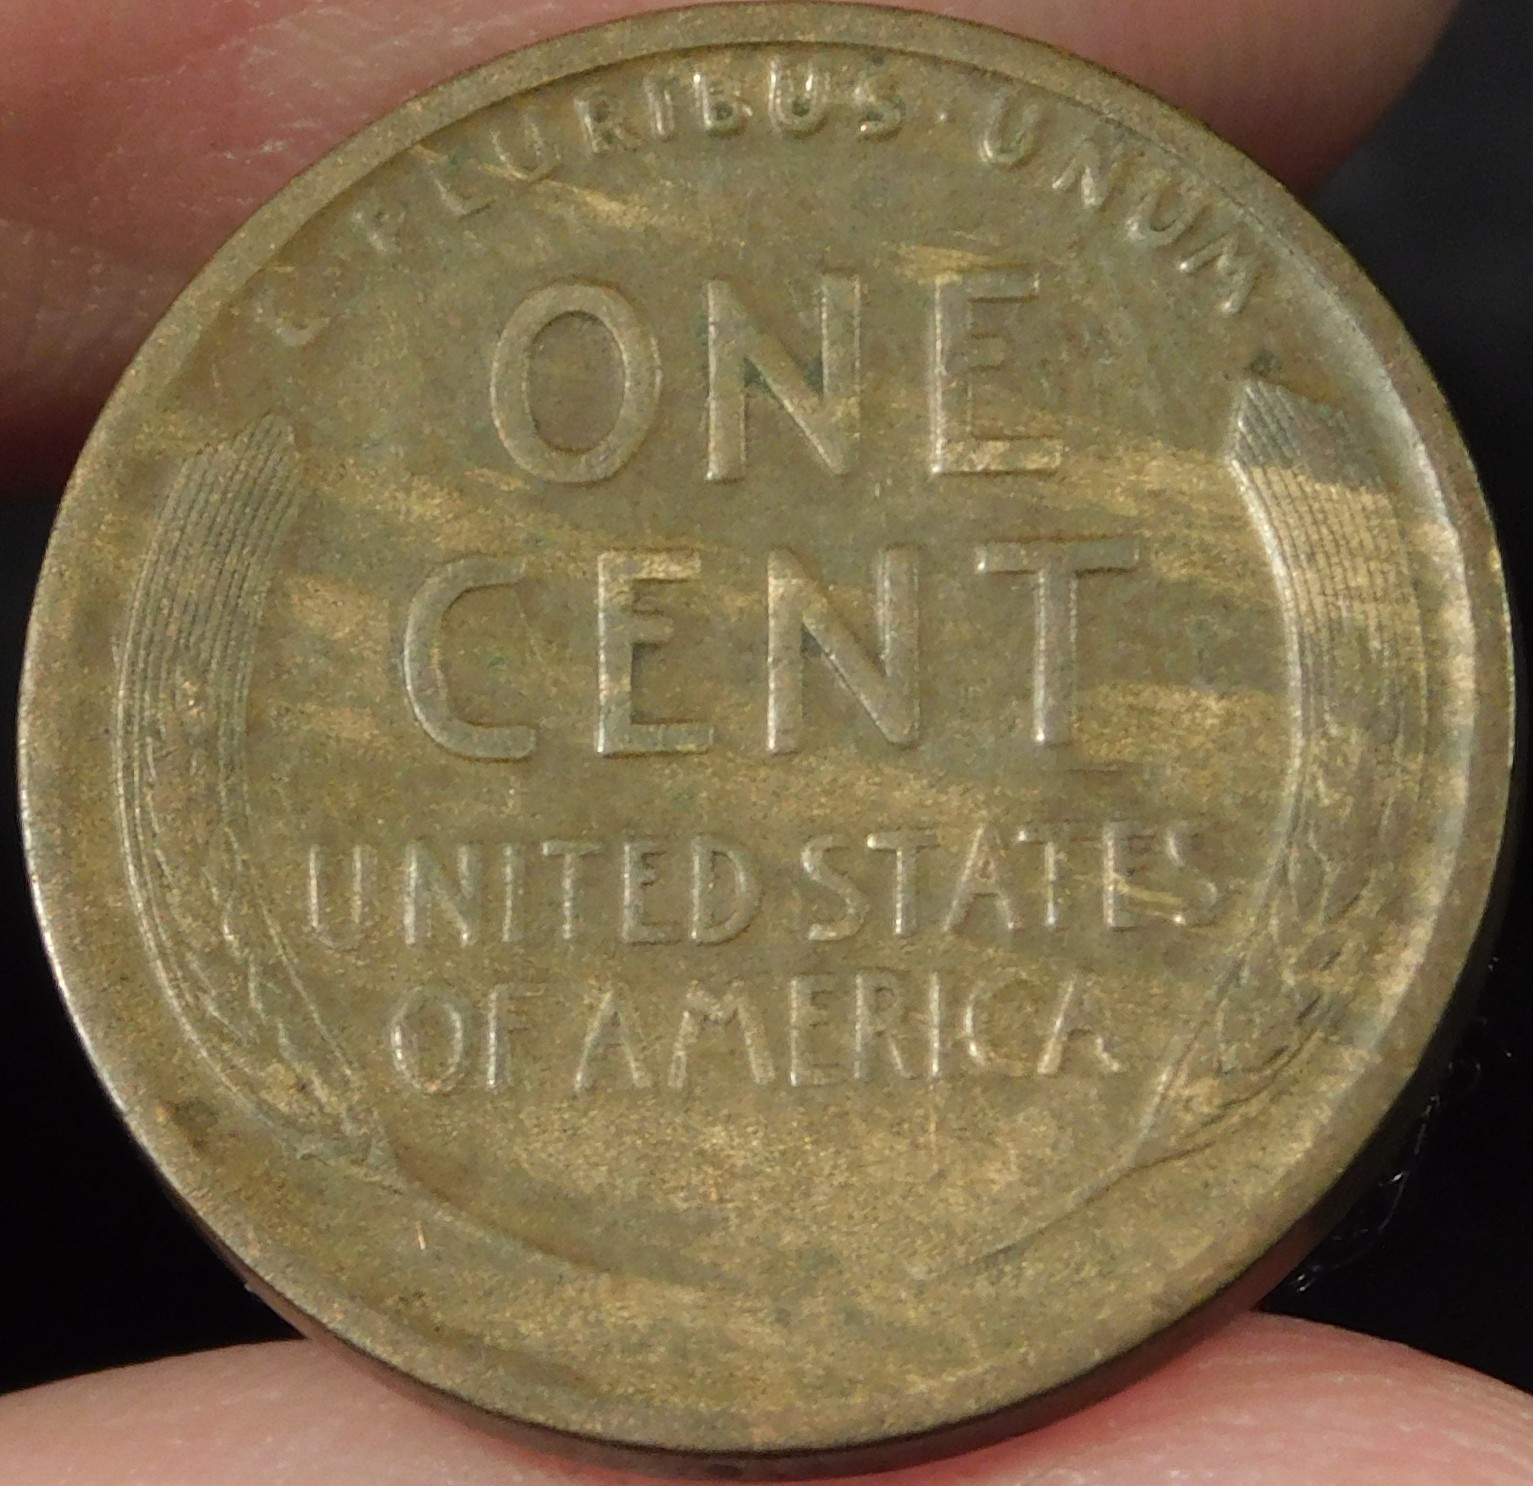 E · PLURIBUS · UNUM
ONE
CENT
UNITED STATES
OF AMERICA